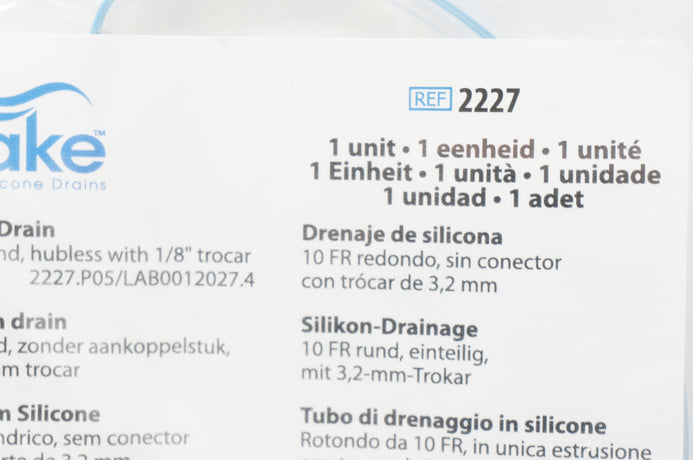 REF 2227
ake™
cone Drains
1 unit • 1 eenheid • 1 unité
1 Einheit • 1 unità • 1 unidade
1 unidad • 1 adet
Drain
nd, hubless with 1/8" trocar
2227.P05/LAB0012027.4
n drain
d, zonder aankoppelstuk,
m trocar
m Silicone
ndrico, sem conector
3,2 mm
Drenaje de silicona
10 FR redondo, sin conector
con trócar de 3,2 mm
Silikon-Drainage
10 FR rund, einteilig,
mit 3,2-mm-Trokar
Tubo di drenaggio in silicone
Rotondo da 10 FR, in unica estrusione